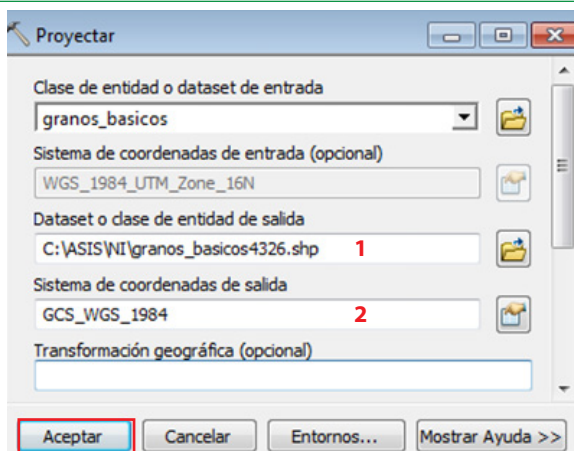 Proyectar
Clase de entidad o dataset de entrada
granos_basicos
Sistema de coordenadas de entrada (opcional)
WGS_1984_UTM_Zone_16N
Dataset o clase de entidad de salida
C:\ASIS\NI\granos_basicos4326.shp 1
Sistema de coordenadas de salida
GCS_WGS_1984 2
Transformación geográfica (opcional)
Aceptar Cancelar Entornos... Mostrar Ayuda >>